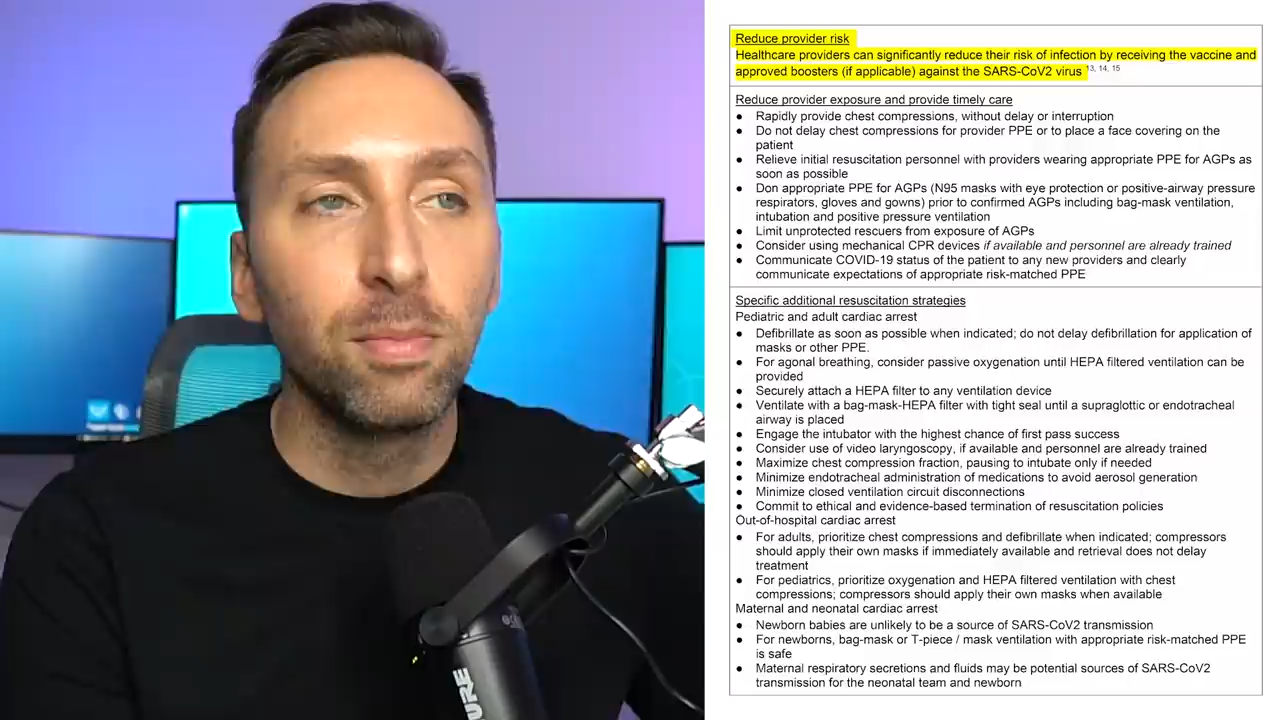 Reduce provider risk
Healthcare providers can significantly reduce their risk of infection by receiving the vaccine and
approved boosters (if applicable) against the SARS-CoV2 virus 13, 14, 15
Reduce provider exposure and provide timely care
● Rapidly provide chest compressions, without delay or interruption
● Do not delay chest compressions for provider PPE or to place a face covering on the
patient
● Relieve initial resuscitation personnel with providers wearing appropriate PPE for AGPs as
soon as possible
● Don appropriate PPE for AGPs (N95 masks with eye protection or positive-airway pressure
respirators, gloves and gowns) prior to confirmed AGPs including bag-mask ventilation,
intubation and positive pressure ventilation
● Limit unprotected rescuers from exposure of AGPs
● Consider using mechanical CPR devices if available and personnel are already trained
● Communicate COVID-19 status of the patient to any new providers and clearly
communicate expectations of appropriate risk-matched PPE
Specific additional resuscitation strategies
Pediatric and adult cardiac arrest
● Defibrillate as soon as possible when indicated; do not delay defibrillation for application of
masks or other PPE.
● For agonal breathing, consider passive oxygenation until HEPA filtered ventilation can be
provided
● Securely attach a HEPA filter to any ventilation device
● Ventilate with a bag-mask-HEPA filter with tight seal until a supraglottic or endotracheal
airway is placed
● Engage the intubator with the highest chance of first pass success
● Consider use of video laryngoscopy, if available and personnel are already trained
● Maximize chest compression fraction, pausing to intubate only if needed
● Minimize endotracheal administration of medications to avoid aerosol generation
● Minimize closed ventilation circuit disconnections
● Commit to ethical and evidence-based termination of resuscitation policies
Out-of-hospital cardiac arrest
● For adults, prioritize chest compressions and defibrillate when indicated; compressors
should apply their own masks if immediately available and retrieval does not delay
treatment
● For pediatrics, prioritize oxygenation and HEPA filtered ventilation with chest
compressions; compressors should apply their own masks when available
Maternal and neonatal cardiac arrest
● Newborn babies are unlikely to be a source of SARS-CoV2 transmission
● For newborns, bag-mask or T-piece / mask ventilation with appropriate risk-matched PPE
is safe
● Maternal respiratory secretions and fluids may be potential sources of SARS-CoV2
transmission for the neonatal team and newborn
URE